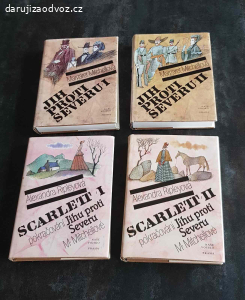 darujizaodvoz.cz
Margaret Mitchellová
JIH
PROTI
SEVERU I
Margaret Mitchellová
JIH
PROTI
SEVERU II
Alexandra Ripleyová
SCARLETT I
pokračování Jihu proti
Severu
M. Mitchellové
Alexandra Ripleyová
SCARLETT II
pokračování Jihu proti
Severu
M. Mitchellové